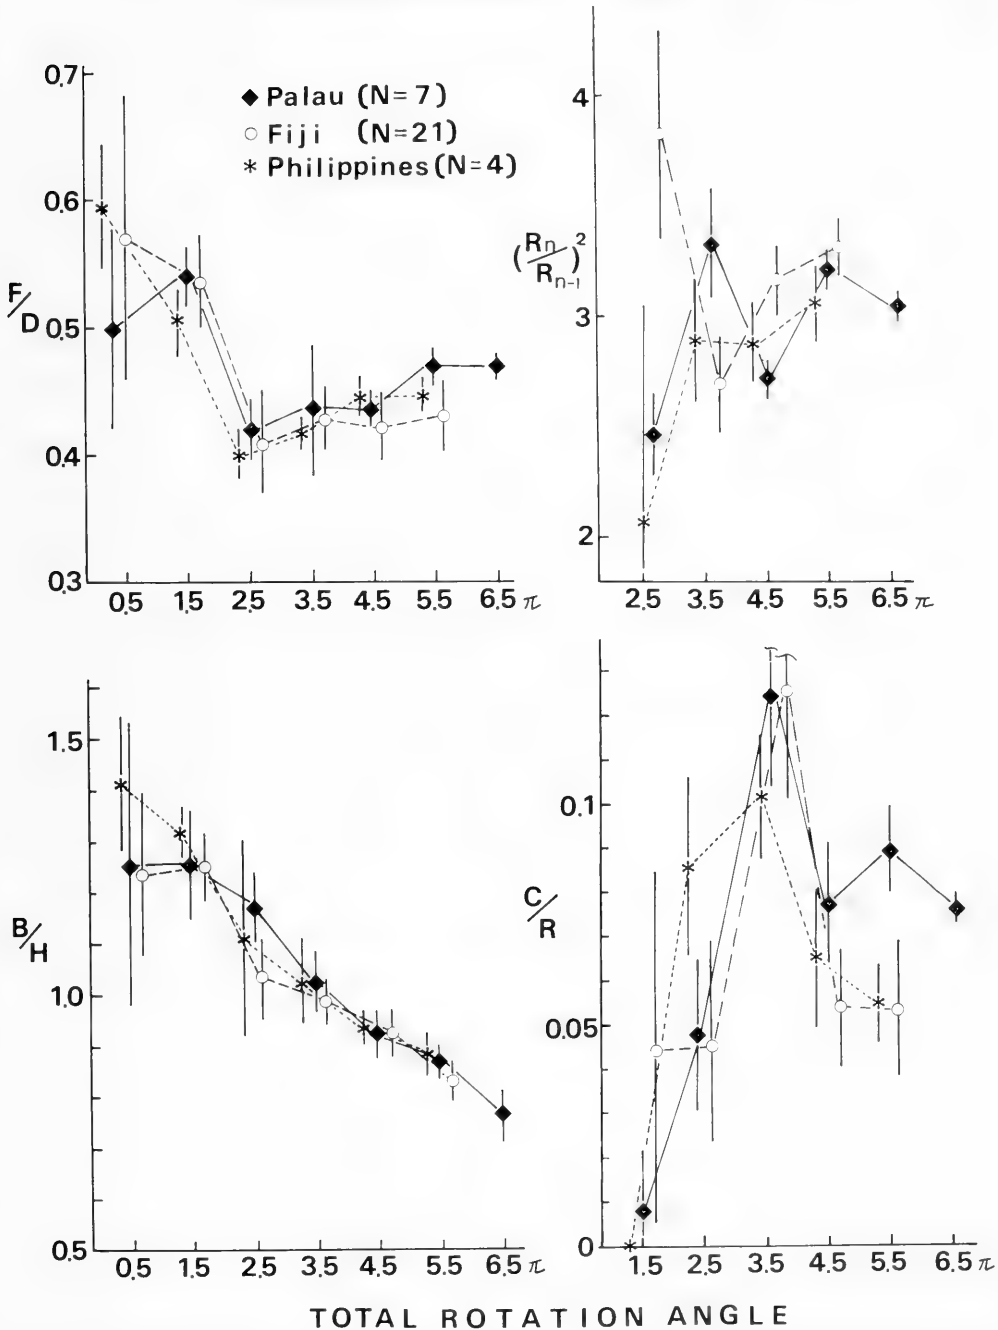 0.7
0.6
0.5
0.4
0.3
F/D
◆ Palau (N=7)
○ Fiji (N=21)
* Philippines (N=4)
0.5 1.5 2.5 3.5 4.5 5.5 6.5 π
4
3
2
(Rn/Rn-1)²
2.5 3.5 4.5 5.5 6.5 π
1.5
1.0
0.5
B/H
0.5 1.5 2.5 3.5 4.5 5.5 6.5 π
0.1
0.05
0
C/R
1.5 2.5 3.5 4.5 5.5 6.5 π
TOTAL ROTATION ANGLE